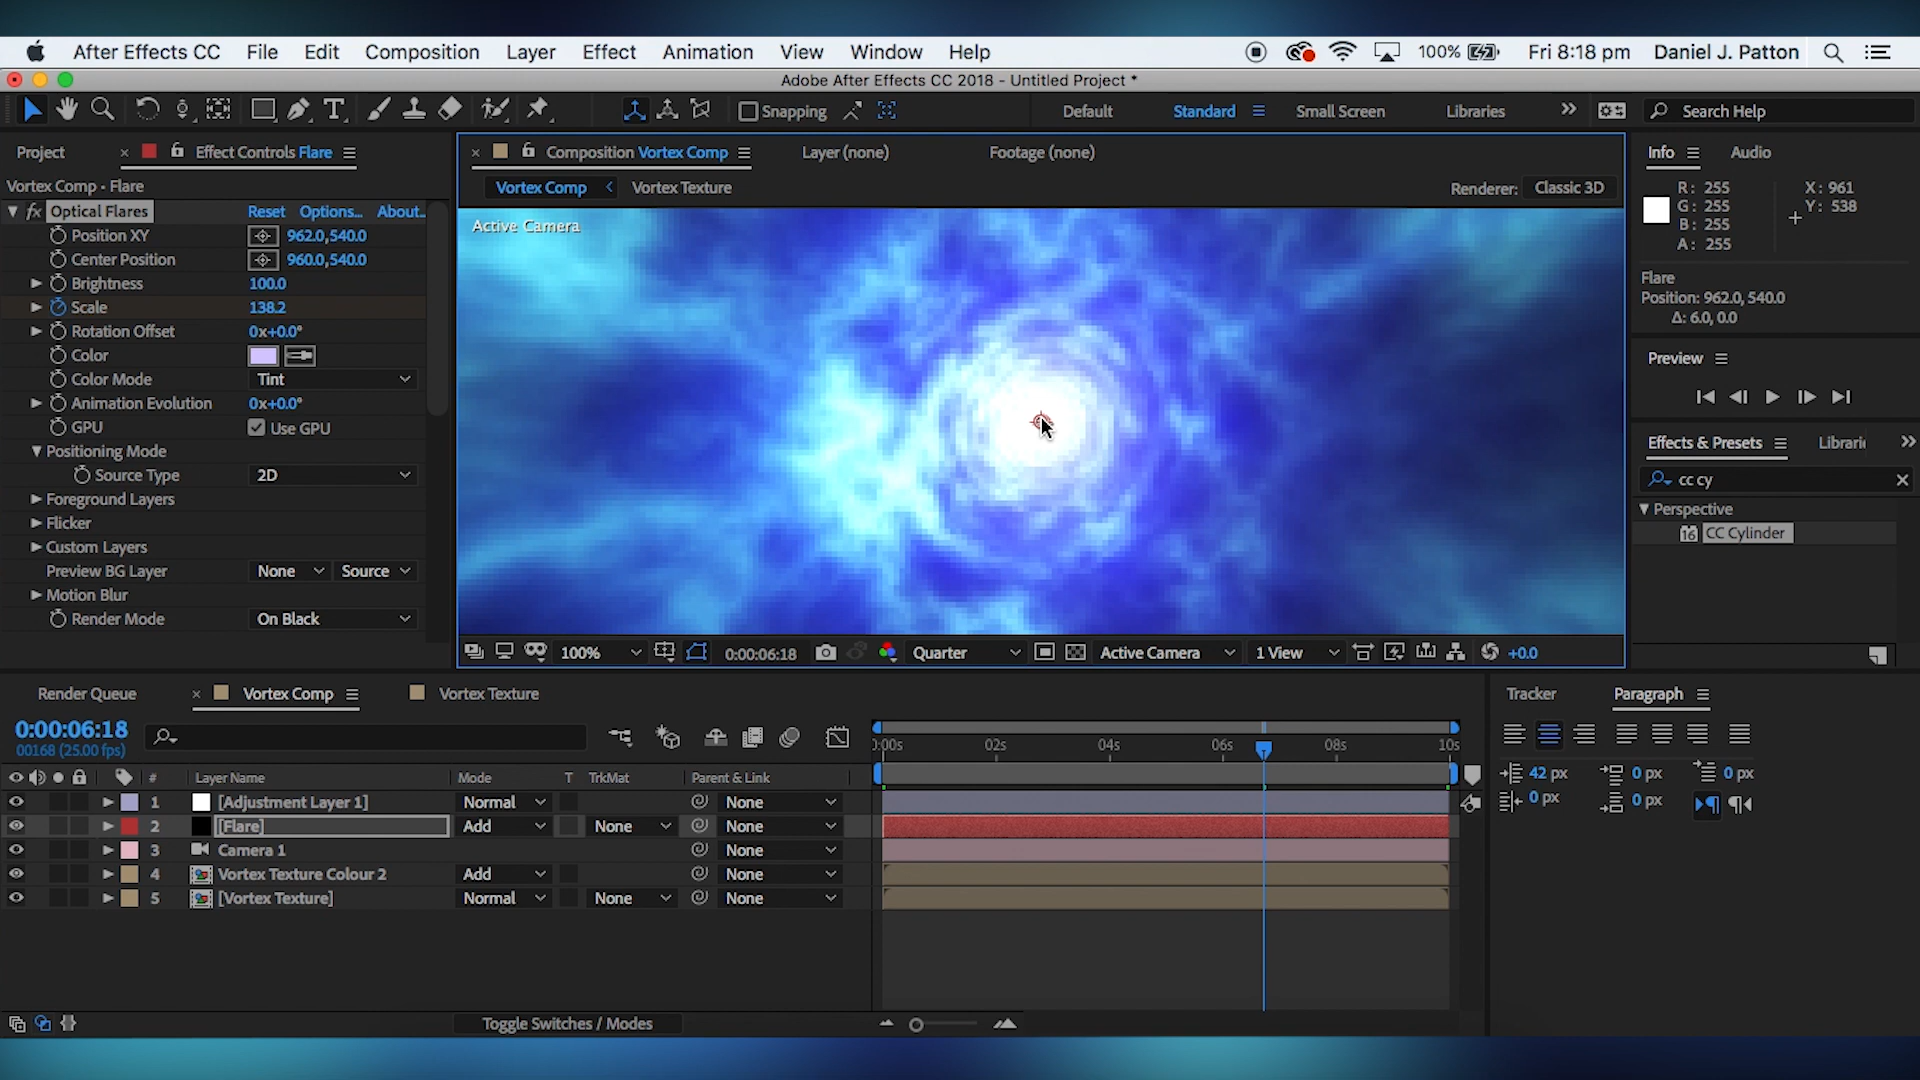 After Effects CC File Edit Composition Layer Effect Animation View Window Help 100% Fri 8:18 pm Daniel J. Patton
Adobe After Effects CC 2018 - Untitled Project *
Snapping Default Standard Small Screen Libraries Search Help
Project Effect Controls Flare
Vortex Comp • Flare
fx Optical Flares Reset Options... About...
Position XY 962.0,540.0
Center Position 960.0,540.0
Brightness 100.0
Scale 138.2
Rotation Offset 0x+0.0°
Color
Color Mode Tint
Animation Evolution 0x+0.0°
GPU Use GPU
Positioning Mode
Source Type 2D
Foreground Layers
Flicker
Custom Layers
Preview BG Layer None Source
Motion Blur
Render Mode On Black
Composition Vortex Comp Layer (none) Footage (none)
Vortex Comp Vortex Texture Renderer: Classic 3D
Active Camera
100% 0:00:06:18 Quarter Active Camera 1 View +0.0
Info Audio
R: 255 X: 961
G: 255 Y: 538
B: 255
A: 255
Flare
Position: 962.0, 540.0
Δ: 6.0, 0.0
Preview
Effects & Presets Librari
cc cy
Perspective
16 CC Cylinder
Render Queue Vortex Comp Vortex Texture
0:00:06:18
00168 (25.00 fps)
0:00s 02s 04s 06s 08s 10s
# Layer Name Mode T TrkMat Parent & Link
1 [Adjustment Layer 1] Normal None
2 [Flare] Add None None
3 Camera 1 None
4 Vortex Texture Colour 2 Add None
5 [Vortex Texture] Normal None None
Toggle Switches / Modes
Tracker Paragraph
42 px 0 px 0 px
0 px 0 px